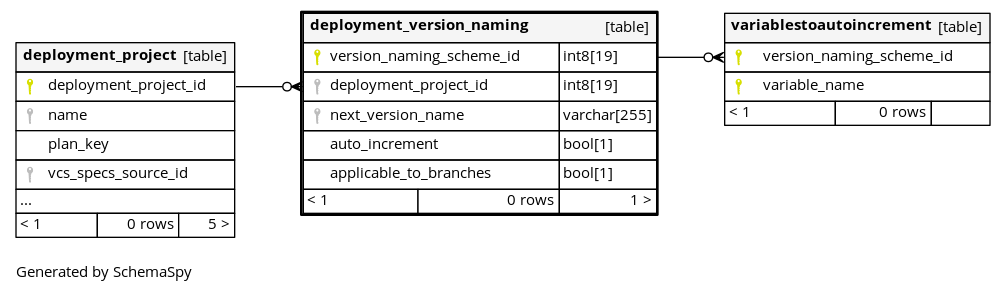 deployment_project [table]
deployment_project_id
name
plan_key
vcs_specs_source_id
...
< 1 0 rows 5 >
deployment_version_naming [table]
version_naming_scheme_id int8[19]
deployment_project_id int8[19]
next_version_name varchar[255]
auto_increment bool[1]
applicable_to_branches bool[1]
< 1 0 rows 1 >
variablestoautoincrement [table]
version_naming_scheme_id
variable_name
< 1 0 rows
Generated by SchemaSpy